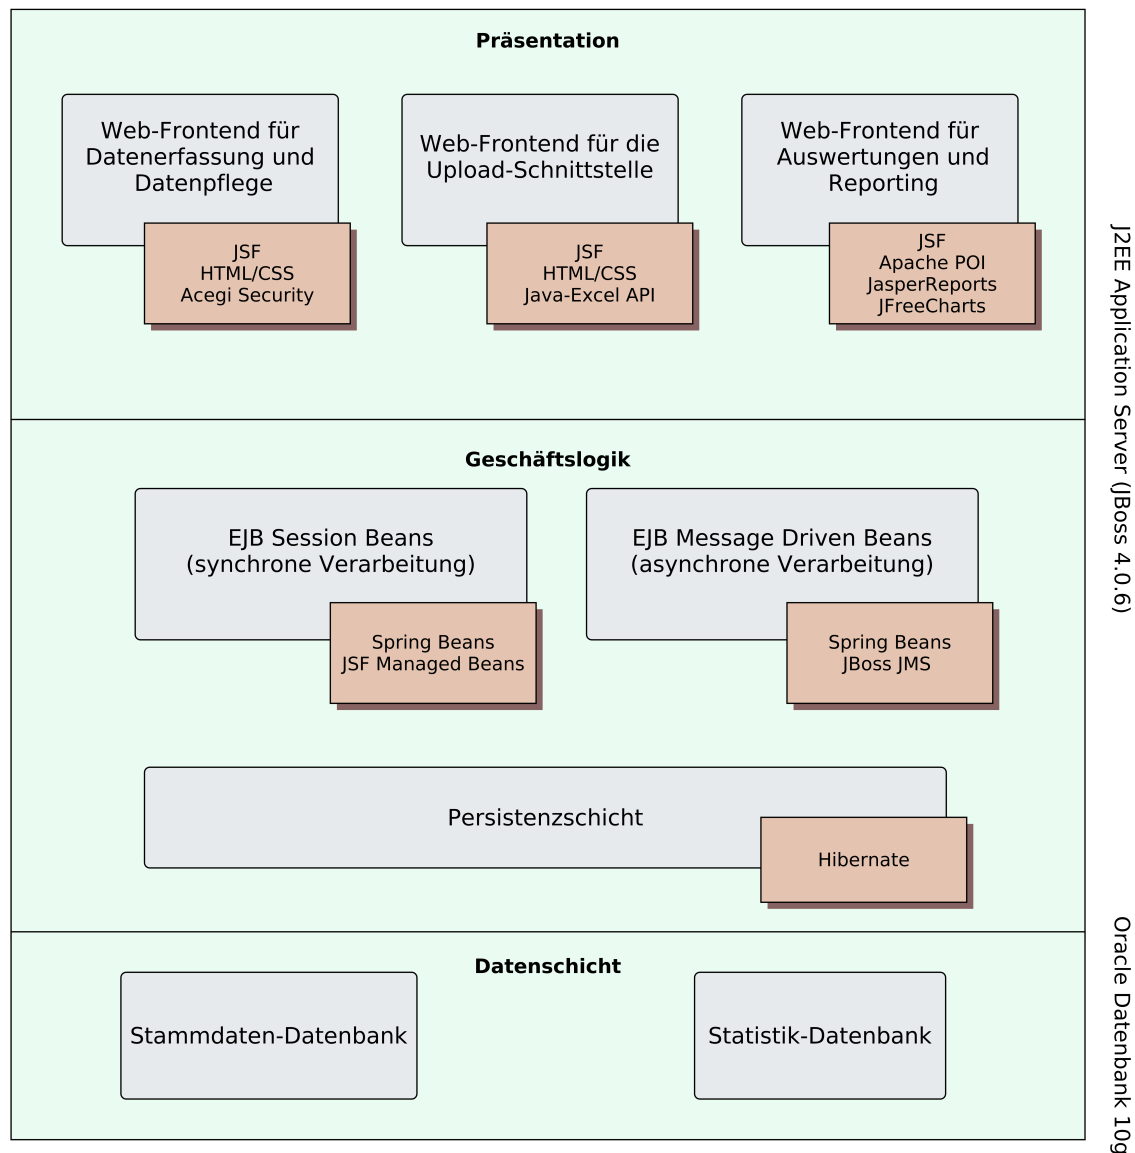 Präsentation
Web-Frontend für
Datenerfassung und
Datenpflege
JSF
HTML/CSS
Acegi Security
Web-Frontend für die
Upload-Schnittstelle
JSF
HTML/CSS
Java-Excel API
Web-Frontend für
Auswertungen und
Reporting
JSF
Apache POI
JasperReports
JFreeCharts
Geschäftslogik
EJB Session Beans
(synchrone Verarbeitung)
Spring Beans
JSF Managed Beans
EJB Message Driven Beans
(asynchrone Verarbeitung)
Spring Beans
JBoss JMS
Persistenzschicht
Hibernate
Datenschicht
Stammdaten-Datenbank
Statistik-Datenbank
J2EE Application Server (JBoss 4.0.6)
Oracle Datenbank 10g